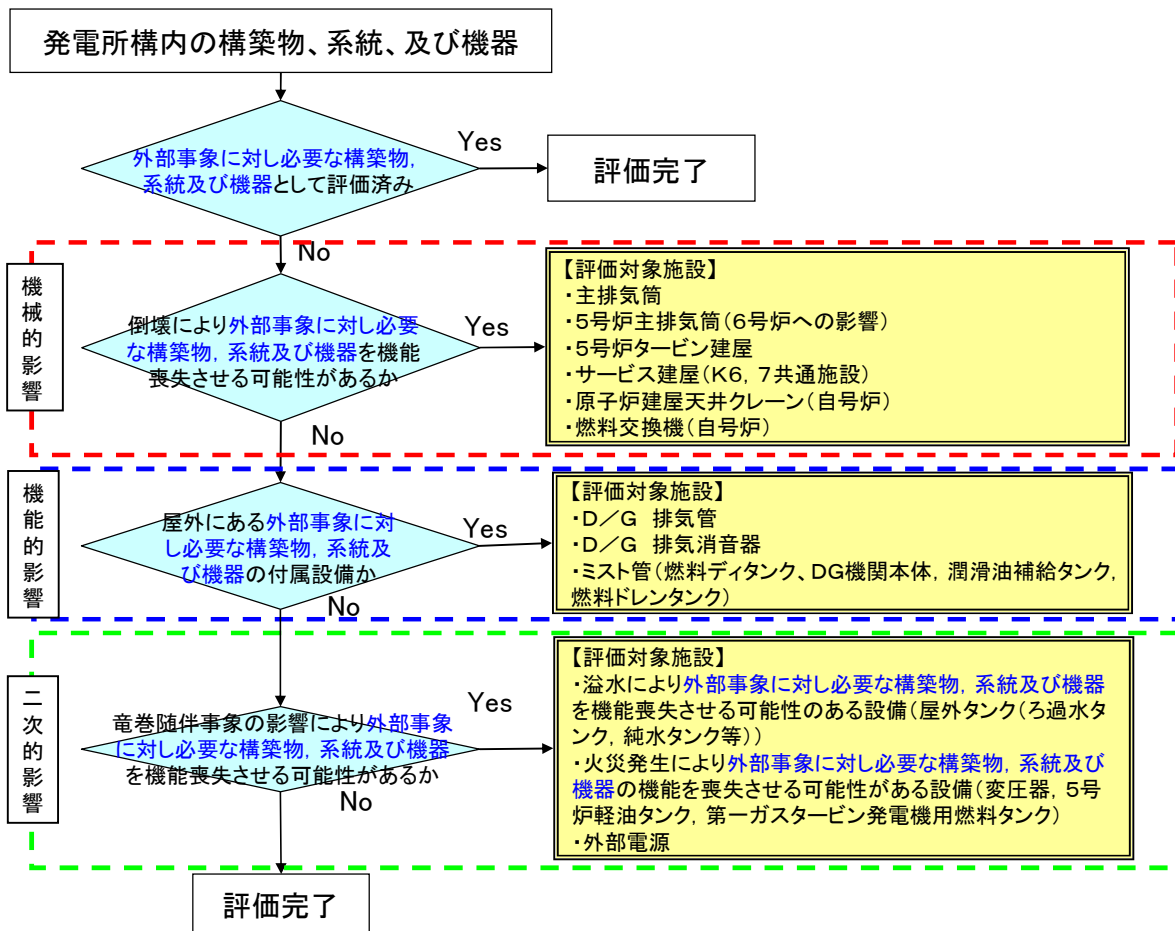 発電所構内の構築物、系統、及び機器
外部事象に対し必要な構築物,
系統及び機器として評価済み
Yes
評価完了
No
機械的影響
倒壊により外部事象に対し必要
な構築物, 系統及び機器を機能
喪失させる可能性があるか
Yes
【評価対象施設】
・主排気筒
・5号炉主排気筒(6号炉への影響)
・5号炉タービン建屋
・サービス建屋(K6, 7共通施設)
・原子炉建屋天井クレーン(自号炉)
・燃料交換機(自号炉)
No
機能的影響
屋外にある外部事象に対
し必要な構築物, 系統及
び機器の付属設備か
Yes
【評価対象施設】
・D/G 排気管
・D/G 排気消音器
・ミスト管(燃料ディタンク、DG機関本体, 潤滑油補給タンク,
燃料ドレンタンク)
No
二次的影響
竜巻随伴事象の影響により外部事象
に対し必要な構築物, 系統及び機器
を機能喪失させる可能性があるか
Yes
【評価対象施設】
・溢水により外部事象に対し必要な構築物, 系統及び機器
を機能喪失させる可能性のある設備(屋外タンク(ろ過水タ
ンク, 純水タンク等))
・火災発生により外部事象に対し必要な構築物, 系統及び
機器の機能を喪失させる可能性がある設備(変圧器, 5号
炉軽油タンク, 第一ガスタービン発電機用燃料タンク)
・外部電源
No
評価完了